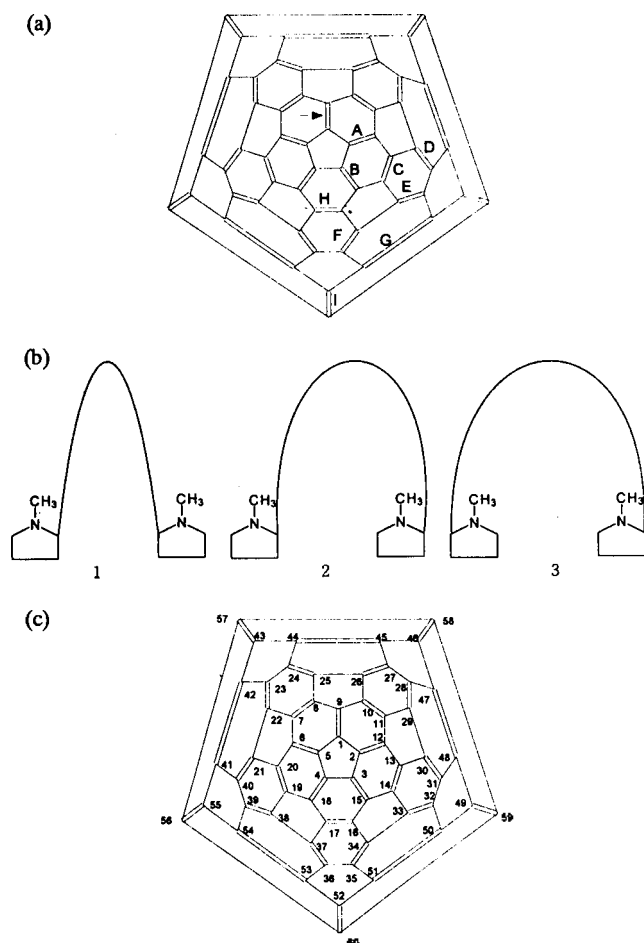 (a)
A
D
B
C
E
H
F
G
I
(b)
CH₃ CH₃ CH₃ CH₃ CH₃ CH₃
N N N N N N
1 2 3
(c)
57 58
43 44 45 46
24 25 26 27
42 23 9 28 47
8 10
22 7 11 29
6 1 12
5 2
41 21 20 13 30 48
4 3 31
40 19 14 32
39 18 15
55 38 33 49
56 17 16 59
54 37 34 50
53 36 35 51
52